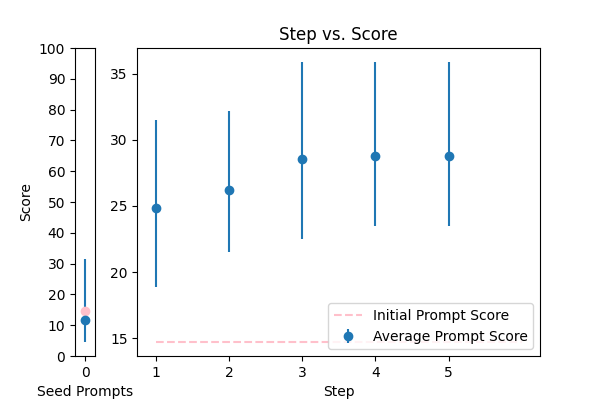 Step vs. Score
Score
100
90
80
70
60
50
40
30
20
10
0
0
Seed Prompts
35
30
25
20
15
1 2 3 4 5
Step
Initial Prompt Score
Average Prompt Score